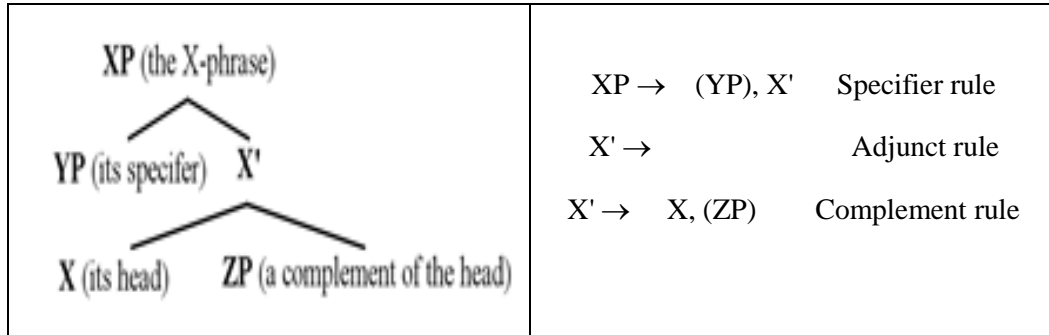 XP (the X-phrase)
YP (its specifer) X'
X (its head) ZP (a complement of the head)
XP → (YP), X' Specifier rule
X' → Adjunct rule
X' → X, (ZP) Complement rule